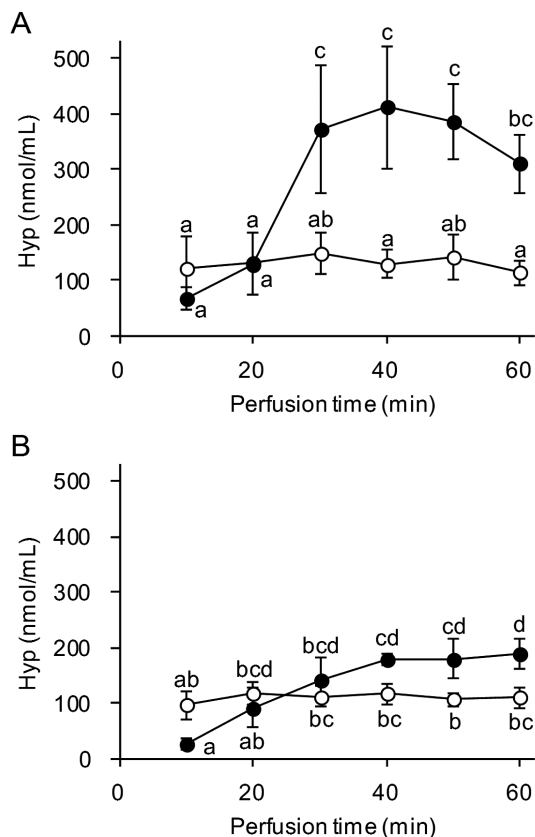 A
Hyp (nmol/mL)
500
400
300
200
100
0
a
a
a
a
ab
c
a
c
ab
c
a
bc
0
20
40
60
Perfusion time (min)
B
Hyp (nmol/mL)
500
400
300
200
100
0
ab
a
bcd
ab
bcd
bc
cd
bc
cd
b
d
bc
0
20
40
60
Perfusion time (min)